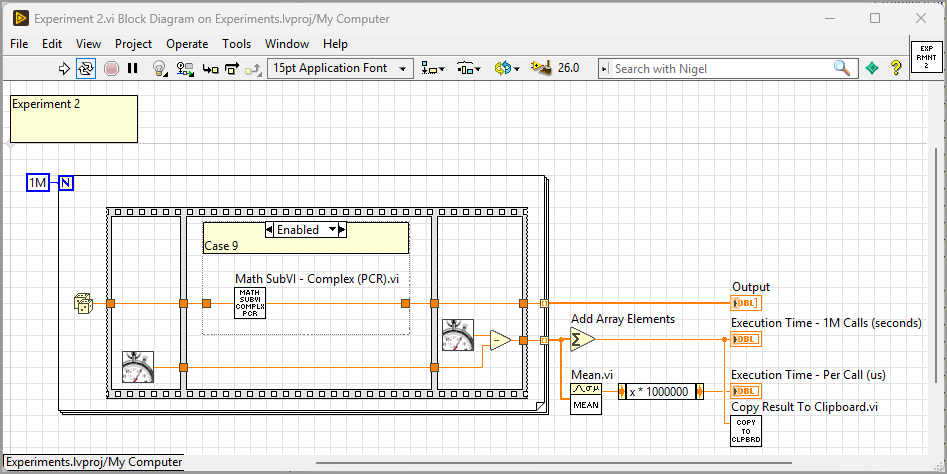 Experiment 2.vi Block Diagram on Experiments.lvproj/My Computer
File Edit View Project Operate Tools Window Help
EXP
RMNT
2
15pt Application Font
26.0
Search with Nigel
?
Experiment 2
1M
N
Enabled
Case 9
Math SubVI - Complex (PCR).vi
MATH
SUBVI
COMPLX
PCR
Output
DBL
Add Array Elements
Σ
Execution Time - 1M Calls (seconds)
DBL
Mean.vi
σμ
MEAN
x * 1000000
Execution Time - Per Call (us)
DBL
Copy Result To Clipboard.vi
COPY
TO
CLPBRD
Experiments.lvproj/My Computer